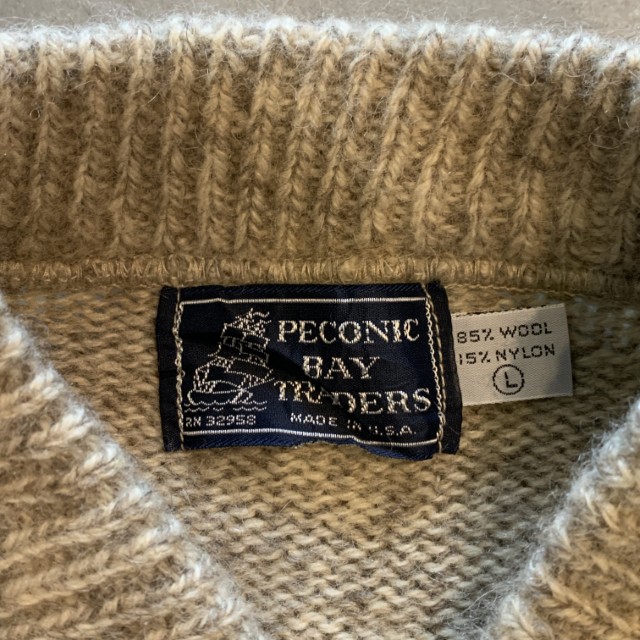 PECONIC
BAY
TRADERS
RN 32958
MADE IN U.S.A.
85% WOOL
15% NYLON
L